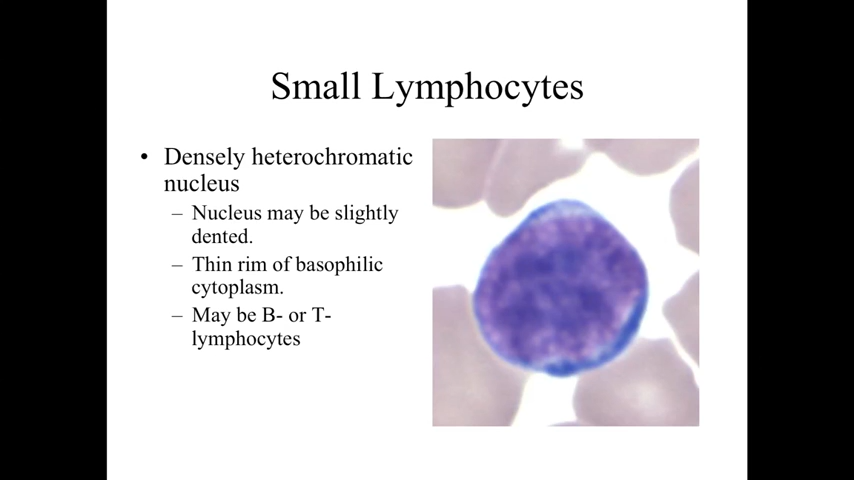 Small Lymphocytes
• Densely heterochromatic
nucleus
– Nucleus may be slightly
dented.
– Thin rim of basophilic
cytoplasm.
– May be B- or T-
lymphocytes